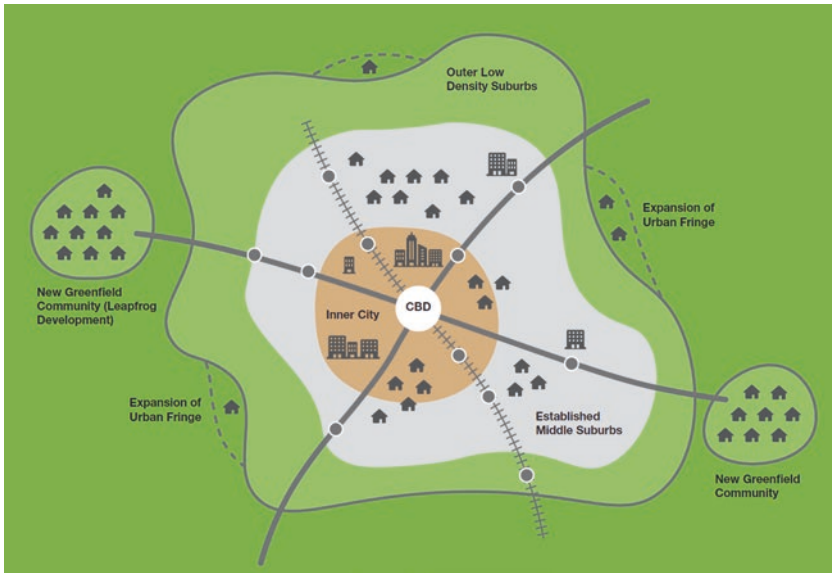 Outer Low
Density Suburbs
Expansion of
Urban Fringe
New Greenfield
Community (Leapfrog
Development)
CBD
Inner City
Expansion of
Urban Fringe
Established
Middle Suburbs
New Greenfield
Community